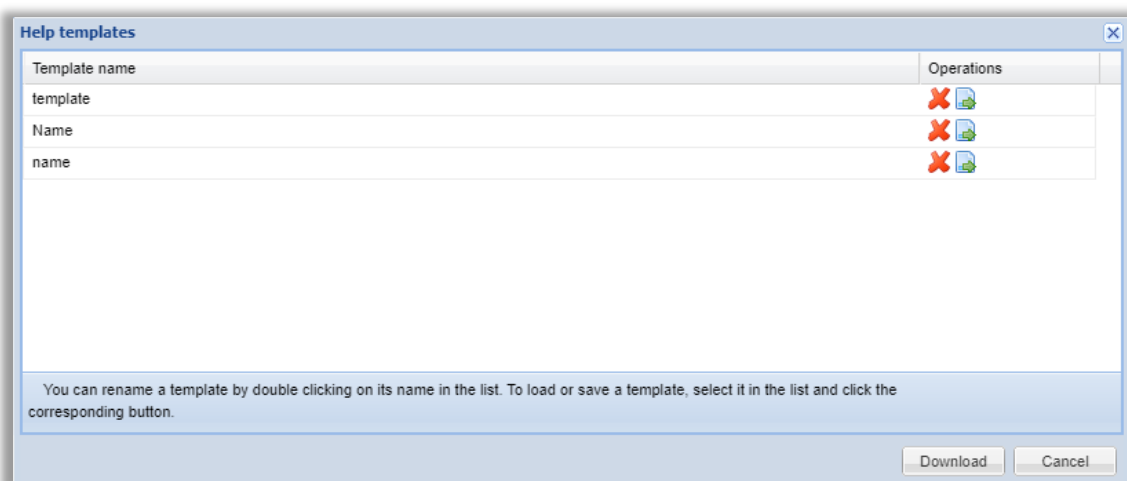 Help templates
Template name Operations
template
Name
name
You can rename a template by double clicking on its name in the list. To load or save a template, select it in the list and click the
corresponding button.
Download Cancel